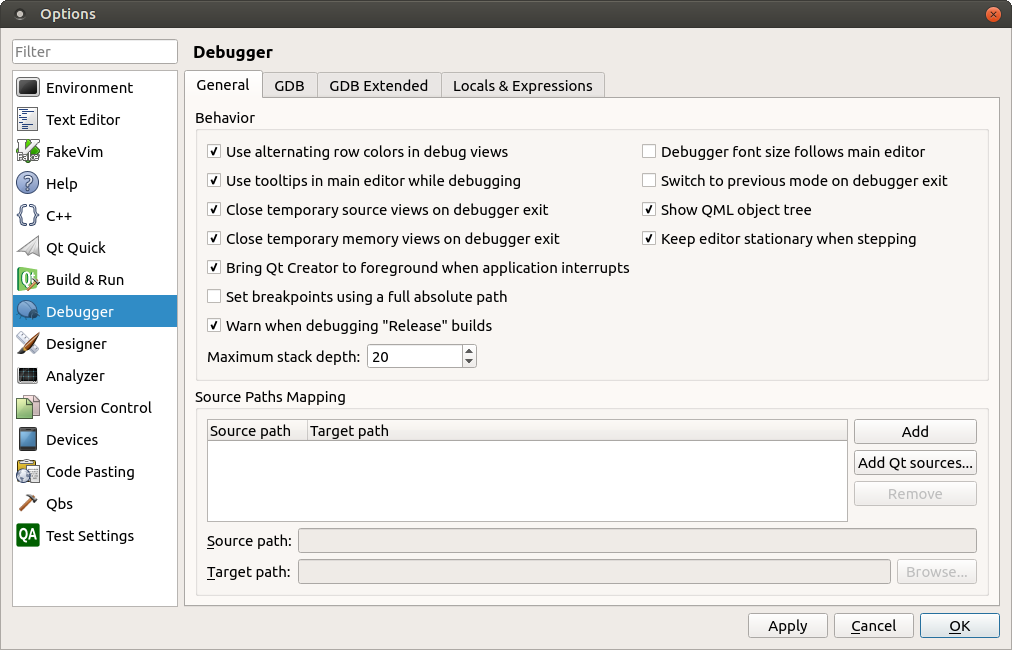 Options
Filter
Environment
Text Editor
FakeVim
Help
C++
Qt Quick
Build & Run
Debugger
Designer
Analyzer
Version Control
Devices
Code Pasting
Qbs
QA Test Settings
Debugger
General GDB GDB Extended Locals & Expressions
Behavior
Use alternating row colors in debug views
Use tooltips in main editor while debugging
Close temporary source views on debugger exit
Close temporary memory views on debugger exit
Bring Qt Creator to foreground when application interrupts
Set breakpoints using a full absolute path
Warn when debugging "Release" builds
Maximum stack depth: 20
Debugger font size follows main editor
Switch to previous mode on debugger exit
Show QML object tree
Keep editor stationary when stepping
Source Paths Mapping
Source path Target path
Add
Add Qt sources...
Remove
Source path:
Target path: Browse...
Apply Cancel OK